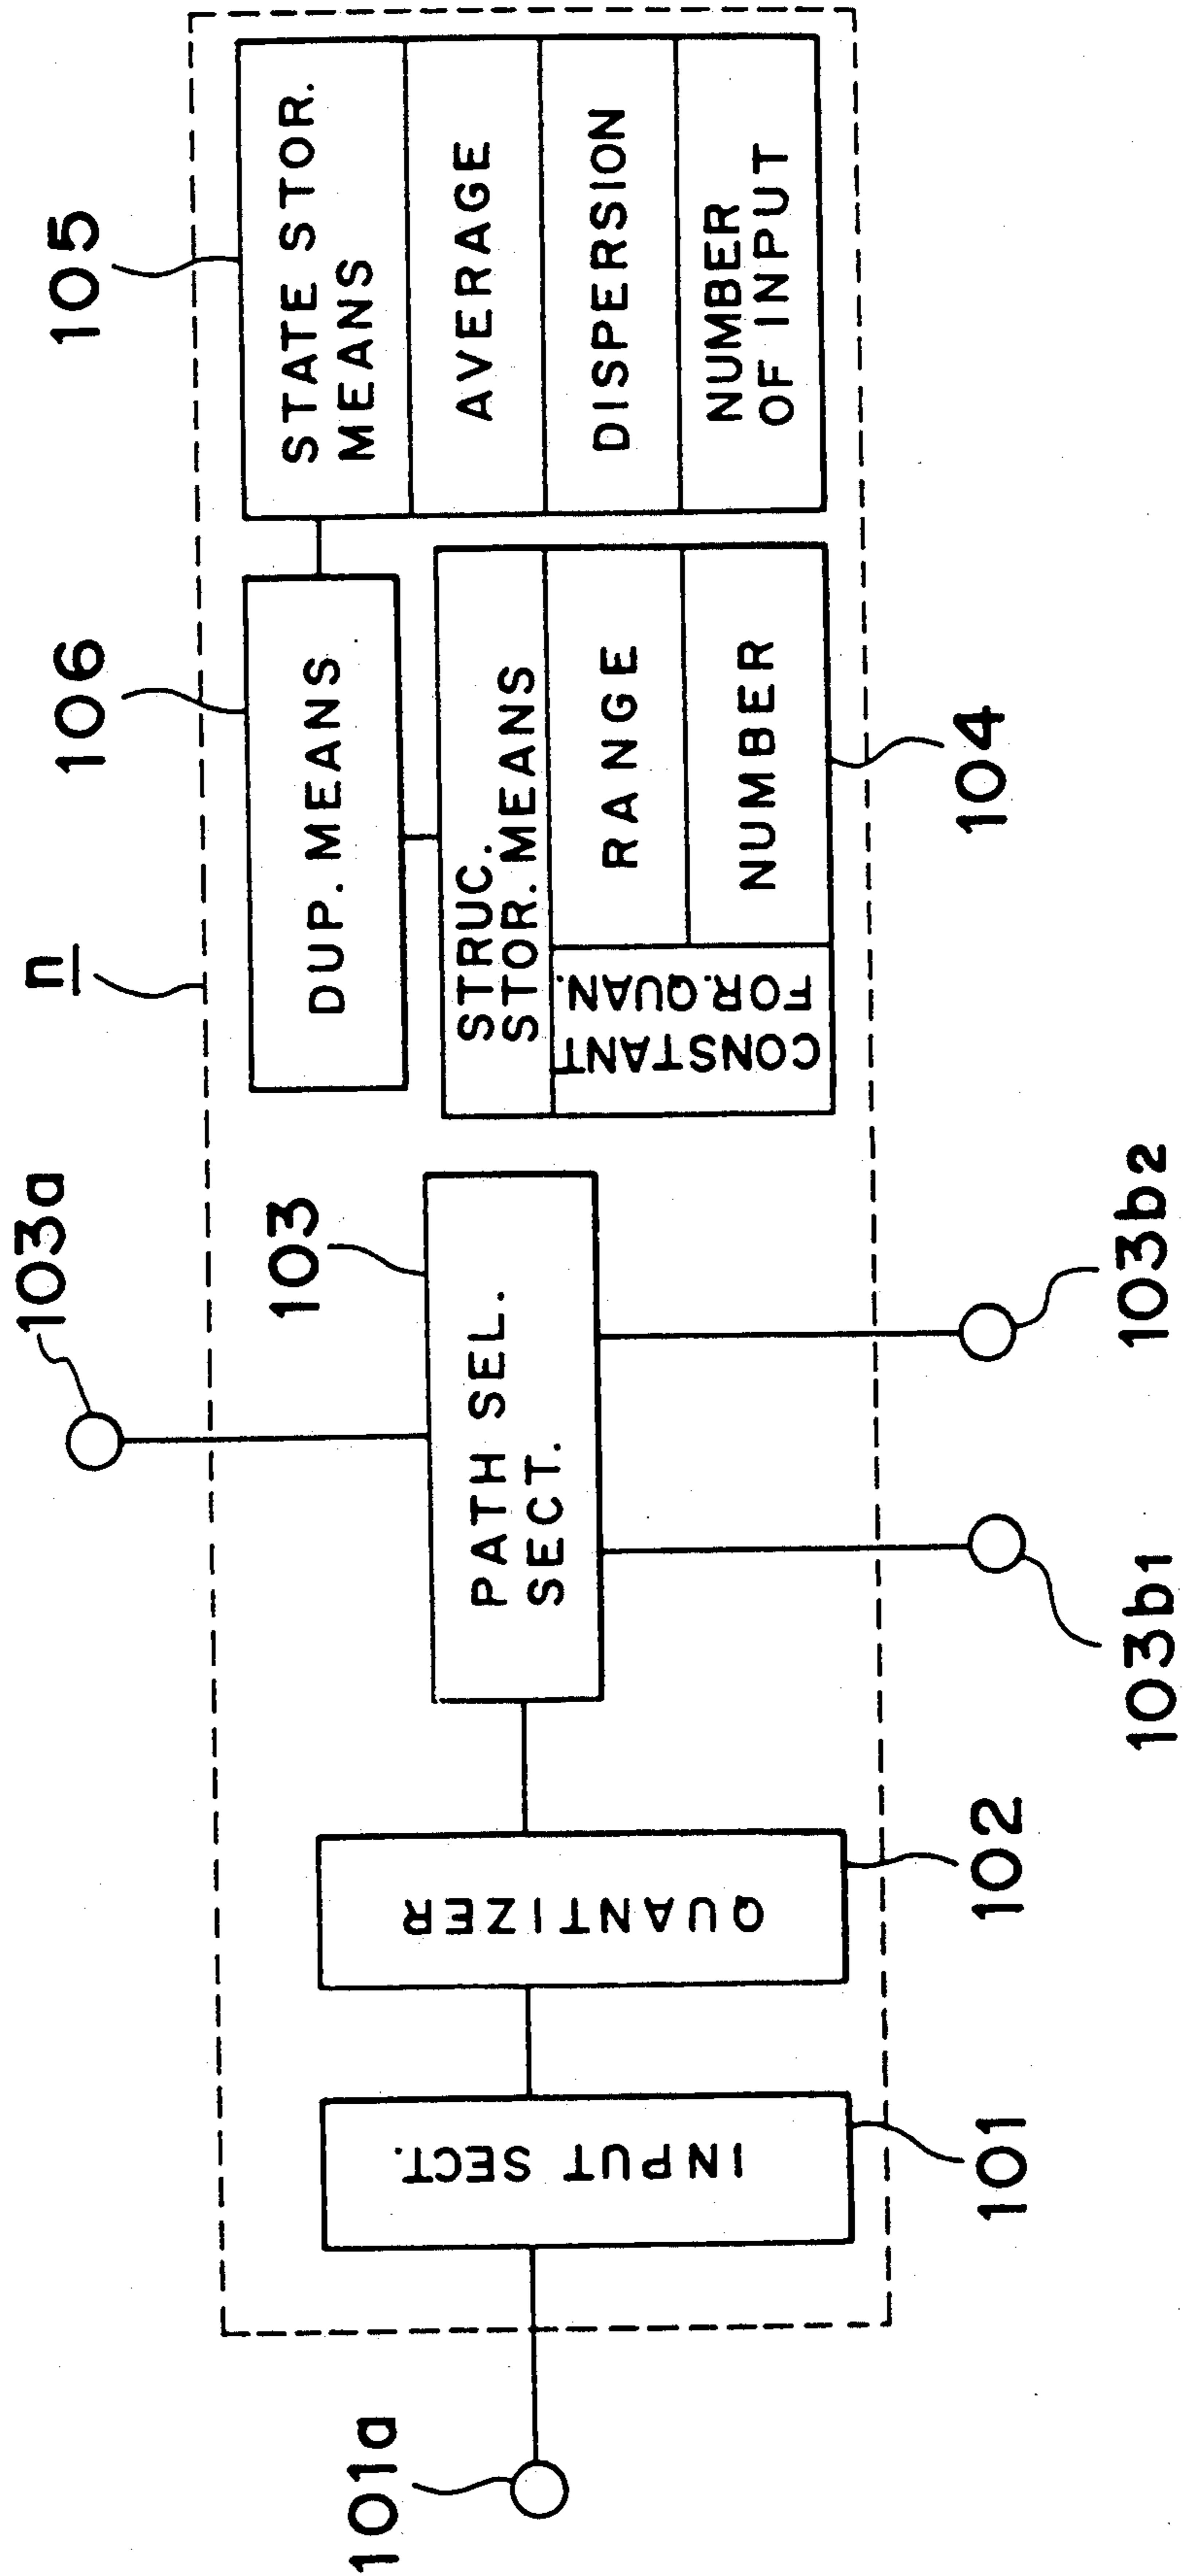 103a
n
106
105
103
PATH SEL.
SECT.
DUP. MEANS
STATE STOR.
MEANS
AVERAGE
DISPERSION
NUMBER
OF INPUT
STRUC.
STOR. MEANS
CONSTANT
FOR.QUAN.
RANGE
NUMBER
104
101a
INPUT SECT.
101
QUANTIZER
102
103b1
103b2